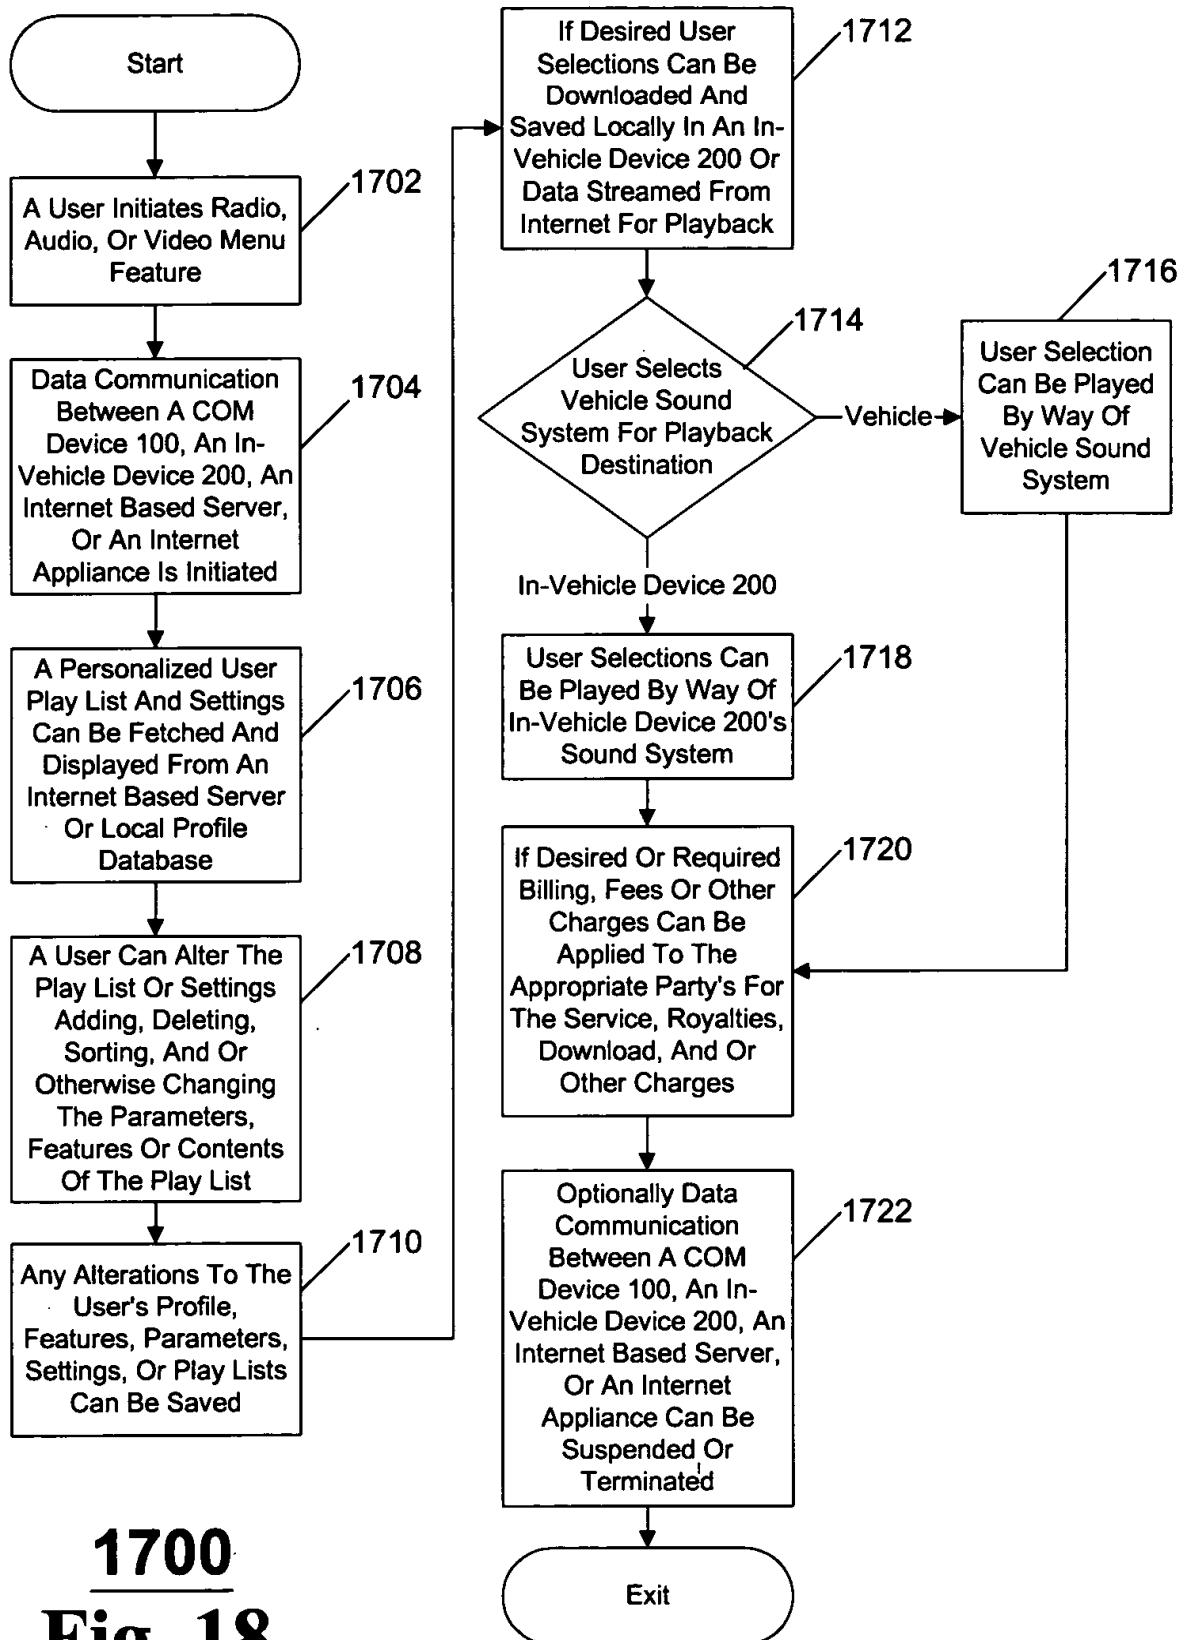 Start
1702
A User Initiates Radio,
Audio, Or Video Menu
Feature
1704
Data Communication
Between A COM
Device 100, An In-
Vehicle Device 200, An
Internet Based Server,
Or An Internet
Appliance Is Initiated
1706
A Personalized User
Play List And Settings
Can Be Fetched And
Displayed From An
Internet Based Server
Or Local Profile
Database
1708
A User Can Alter The
Play List Or Settings
Adding, Deleting,
Sorting, And Or
Otherwise Changing
The Parameters,
Features Or Contents
Of The Play List
1710
Any Alterations To The
User's Profile,
Features, Parameters,
Settings, Or Play Lists
Can Be Saved
1712
If Desired User
Selections Can Be
Downloaded And
Saved Locally In An In-
Vehicle Device 200 Or
Data Streamed From
Internet For Playback
1714
User Selects
Vehicle Sound
System For Playback
Destination
Vehicle
1716
User Selection
Can Be Played
By Way Of
Vehicle Sound
System
In-Vehicle Device 200
1718
User Selections Can
Be Played By Way Of
In-Vehicle Device 200's
Sound System
1720
If Desired Or Required
Billing, Fees Or Other
Charges Can Be
Applied To The
Appropriate Party's For
The Service, Royalties,
Download, And Or
Other Charges
1722
Optionally Data
Communication
Between A COM
Device 100, An In-
Vehicle Device 200, An
Internet Based Server,
Or An Internet
Appliance Can Be
Suspended Or
Terminated
Exit
1700
Fig. 18